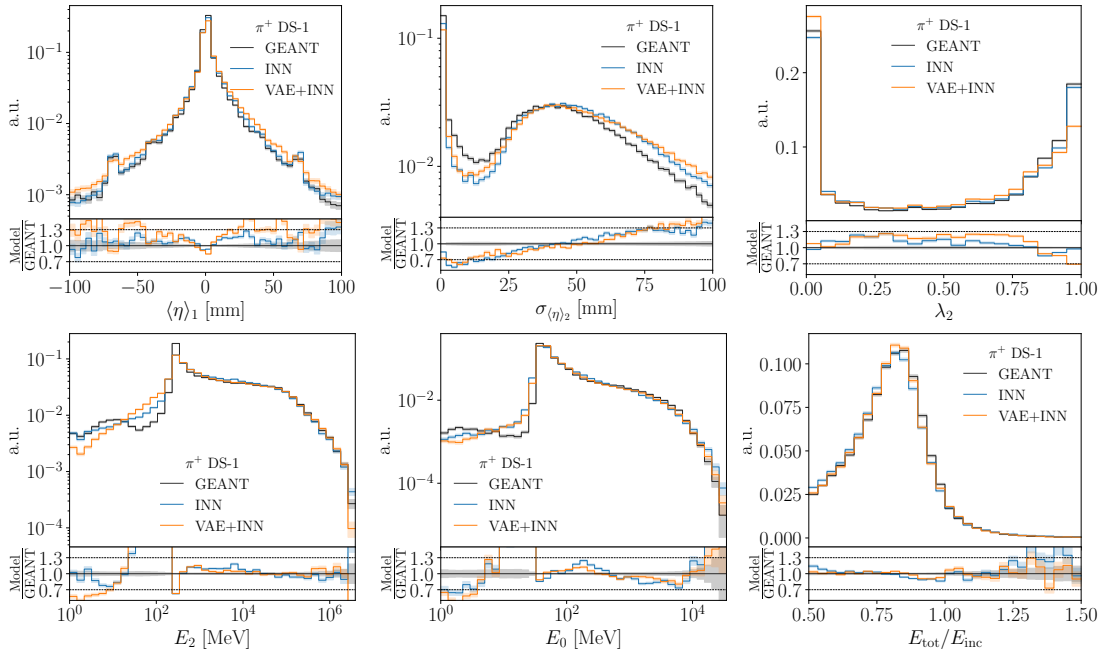 π⁺ DS-1
GEANT
INN
VAE+INN
a.u.
10⁻¹
10⁻²
10⁻³
Model
GEANT
1.3
1.0
0.7
−100 −50 0 50 100
⟨η⟩₁ [mm]
π⁺ DS-1
GEANT
INN
VAE+INN
a.u.
10⁻¹
10⁻²
Model
GEANT
1.3
1.0
0.7
0 25 50 75 100
σ⟨η⟩₂ [mm]
π⁺ DS-1
GEANT
INN
VAE+INN
a.u.
0.2
0.1
Model
GEANT
1.3
1.0
0.7
0.00 0.25 0.50 0.75 1.00
λ₂
π⁺ DS-1
GEANT
INN
VAE+INN
a.u.
10⁻¹
10⁻²
10⁻³
10⁻⁴
Model
GEANT
1.3
1.0
0.7
10⁰ 10² 10⁴ 10⁶
E₂ [MeV]
π⁺ DS-1
GEANT
INN
VAE+INN
a.u.
10⁻²
10⁻⁴
Model
GEANT
1.3
1.0
0.7
10⁰ 10² 10⁴
E₀ [MeV]
π⁺ DS-1
GEANT
INN
VAE+INN
a.u.
0.100
0.075
0.050
0.025
0.000
Model
GEANT
1.3
1.0
0.7
0.50 0.75 1.00 1.25 1.50
E_tot/E_inc